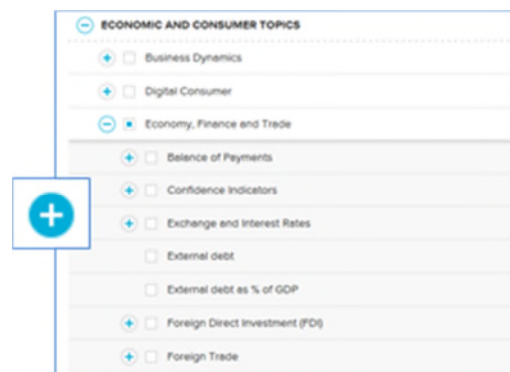 ECONOMIC AND CONSUMER TOPICS
Business Dynamics
Digital Consumer
Economy, Finance and Trade
Balance of Payments
Confidence Indicators
Exchange and Interest Rates
External debt
External debt as % of GDP
Foreign Direct Investment (FDI)
Foreign Trade